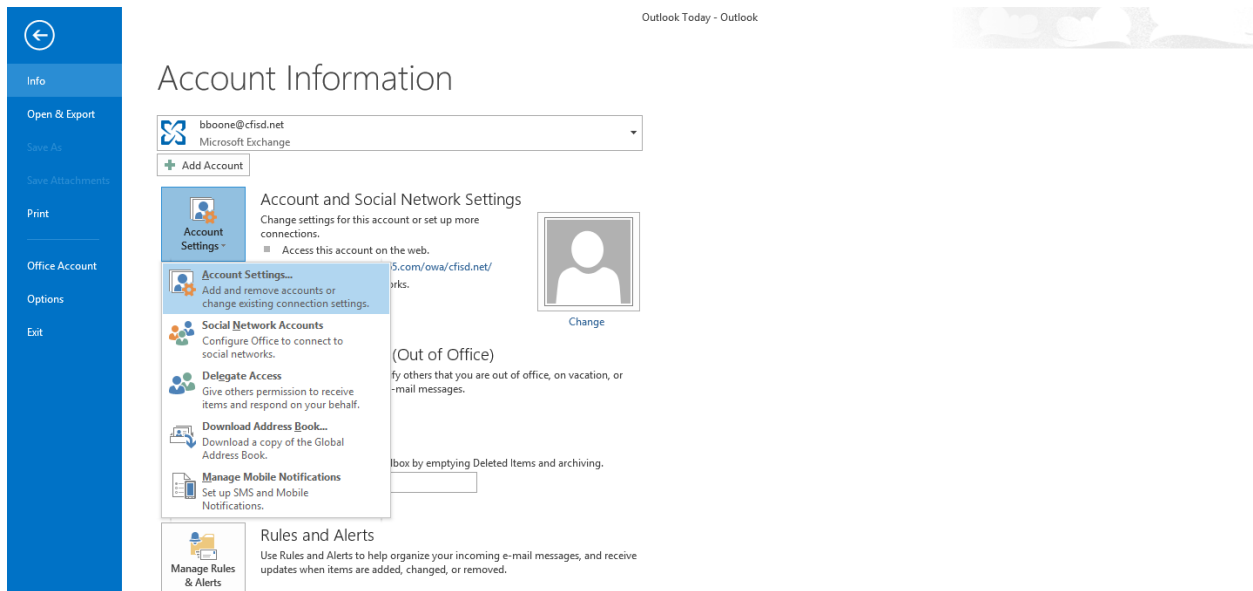 Outlook Today - Outlook
Info
Open & Export
Save As
Save Attachments
Print
Office Account
Options
Exit
Account Information
bboone@cfisd.net
Microsoft Exchange
Add Account
Account
Settings
Account and Social Network Settings
Change settings for this account or set up more
connections.
Access this account on the web.
5.com/owa/cfisd.net/
rks.
Change
Account Settings...
Add and remove accounts or
change existing connection settings.
Social Network Accounts
Configure Office to connect to
social networks.
Delegate Access
Give others permission to receive
items and respond on your behalf.
Download Address Book...
Download a copy of the Global
Address Book.
Manage Mobile Notifications
Set up SMS and Mobile
Notifications.
(Out of Office)
fy others that you are out of office, on vacation, or
-mail messages.
lbox by emptying Deleted Items and archiving.
Manage Rules
& Alerts
Rules and Alerts
Use Rules and Alerts to help organize your incoming e-mail messages, and receive
updates when items are added, changed, or removed.